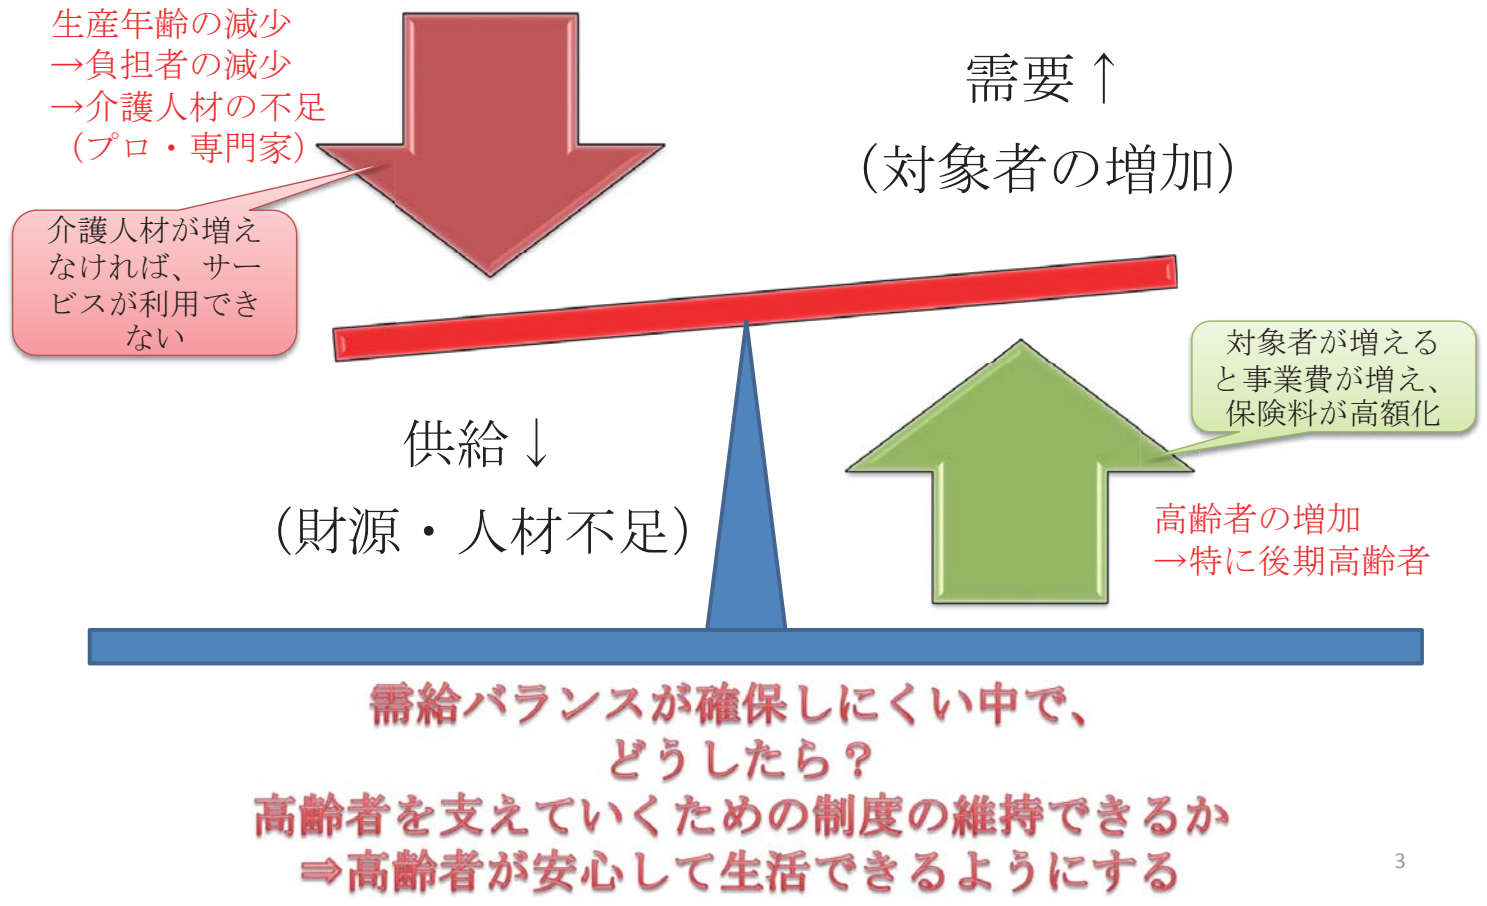 生産年齢の減少
→負担者の減少
→介護人材の不足
（プロ・専門家）
介護人材が増え
なければ、サー
ビスが利用でき
ない
需要↑
（対象者の増加）
供給↓
（財源・人材不足）
対象者が増える
と事業費が増え、
保険料が高額化
高齢者の増加
→特に後期高齢者
需給バランスが確保しにくい中で、
どうしたら？
高齢者を支えていくための制度の維持できるか
⇒高齢者が安心して生活できるようにする
3